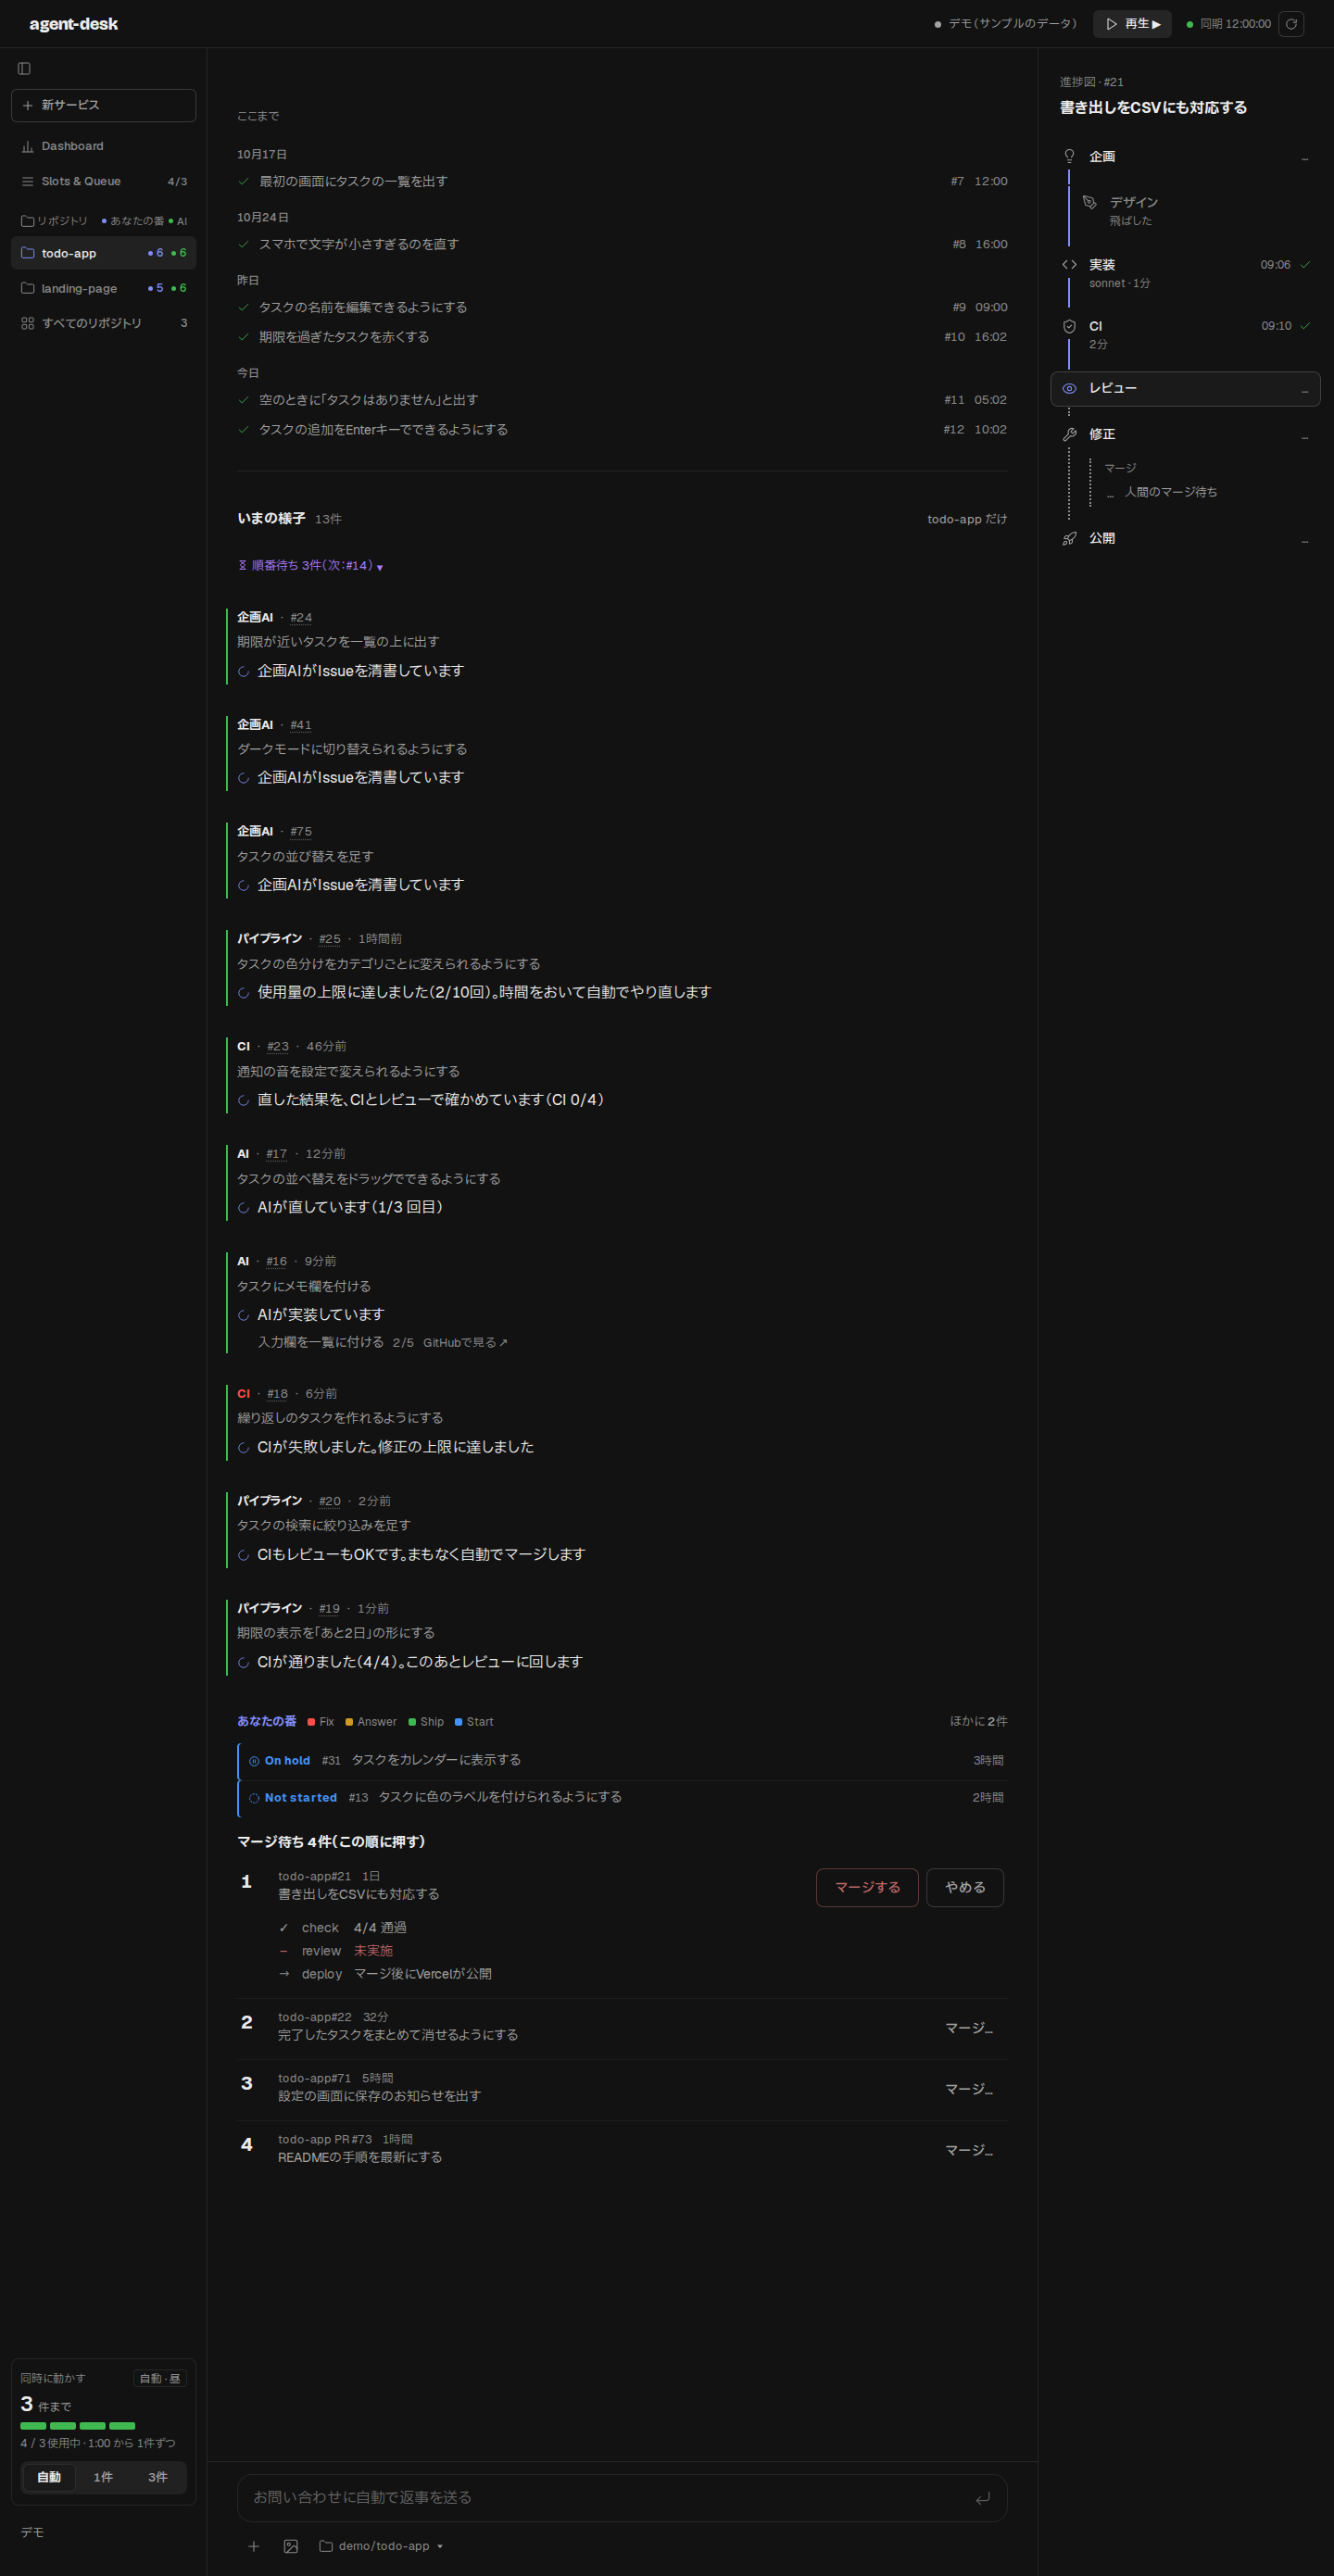 agent-desk
デモ(サンプルのデータ)
再生 ▶
同期 12:00:00
新サービス
Dashboard
Slots & Queue 4/3
リポジトリ あなたの番 AI
todo-app 6 6
landing-page 5 6
すべてのリポジトリ 3
ここまで
10月17日
最初の画面にタスクの一覧を出す #7 12:00
10月24日
スマホで文字が小さすぎるのを直す #8 16:00
昨日
タスクの名前を編集できるようにする #9 09:00
期限を過ぎたタスクを赤くする #10 16:02
今日
空のときに「タスクはありません」と出す #11 05:02
タスクの追加をEnterキーでできるようにする #12 10:02
いまの様子 13件 todo-app だけ
順番待ち 3件(次:#14) ▼
企画AI · #24
期限が近いタスクを一覧の上に出す
企画AIがIssueを清書しています
企画AI · #41
ダークモードに切り替えられるようにする
企画AIがIssueを清書しています
企画AI · #75
タスクの並び替えを足す
企画AIがIssueを清書しています
パイプライン · #25 · 1時間前
タスクの色分けをカテゴリごとに変えられるようにする
使用量の上限に達しました(2/10回)。時間をおいて自動でやり直します
CI · #23 · 46分前
通知の音を設定で変えられるようにする
直した結果を、CIとレビューで確かめています(CI 0/4)
AI · #17 · 12分前
タスクの並べ替えをドラッグでできるようにする
AIが直しています(1/3 回目)
AI · #16 · 9分前
タスクにメモ欄を付ける
AIが実装しています
入力欄を一覧に付ける 2/5 GitHubで見る ↗
CI · #18 · 6分前
繰り返しのタスクを作れるようにする
CIが失敗しました。修正の上限に達しました
パイプライン · #20 · 2分前
タスクの検索に絞り込みを足す
CIもレビューもOKです。まもなく自動でマージします
パイプライン · #19 · 1分前
期限の表示を「あと2日」の形にする
CIが通りました(4/4)。このあとレビューに回します
あなたの番 Fix Answer Ship Start ほかに 2件
On hold #31 タスクをカレンダーに表示する 3時間
Not started #13 タスクに色のラベルを付けられるようにする 2時間
マージ待ち 4件(この順に押す)
1 todo-app#21 1日
書き出しをCSVにも対応する
マージする やめる
✓ check 4/4 通過
– review 未実施
→ deploy マージ後にVercelが公開
2 todo-app#22 32分
完了したタスクをまとめて消せるようにする
マージ…
3 todo-app#71 5時間
設定の画面に保存のお知らせを出す
マージ…
4 todo-app PR#73 1時間
READMEの手順を最新にする
マージ…
お問い合わせに自動で返事を送る
demo/todo-app
同時に動かす 自動・昼
3 件まで
4 / 3 使用中・1:00 から 1件ずつ
自動 1件 3件
デモ
進捗図・#21
書き出しをCSVにも対応する
企画 …
デザイン
飛ばした
実装 09:06
sonnet・1分
CI 09:10
2分
レビュー …
修正 …
マージ
… 人間のマージ待ち
公開 …